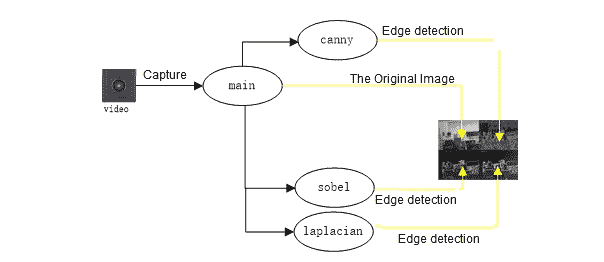 canny
Edge detection
Capture
main
The Original Image
video
sobel
Edge detection
laplacian
Edge detection